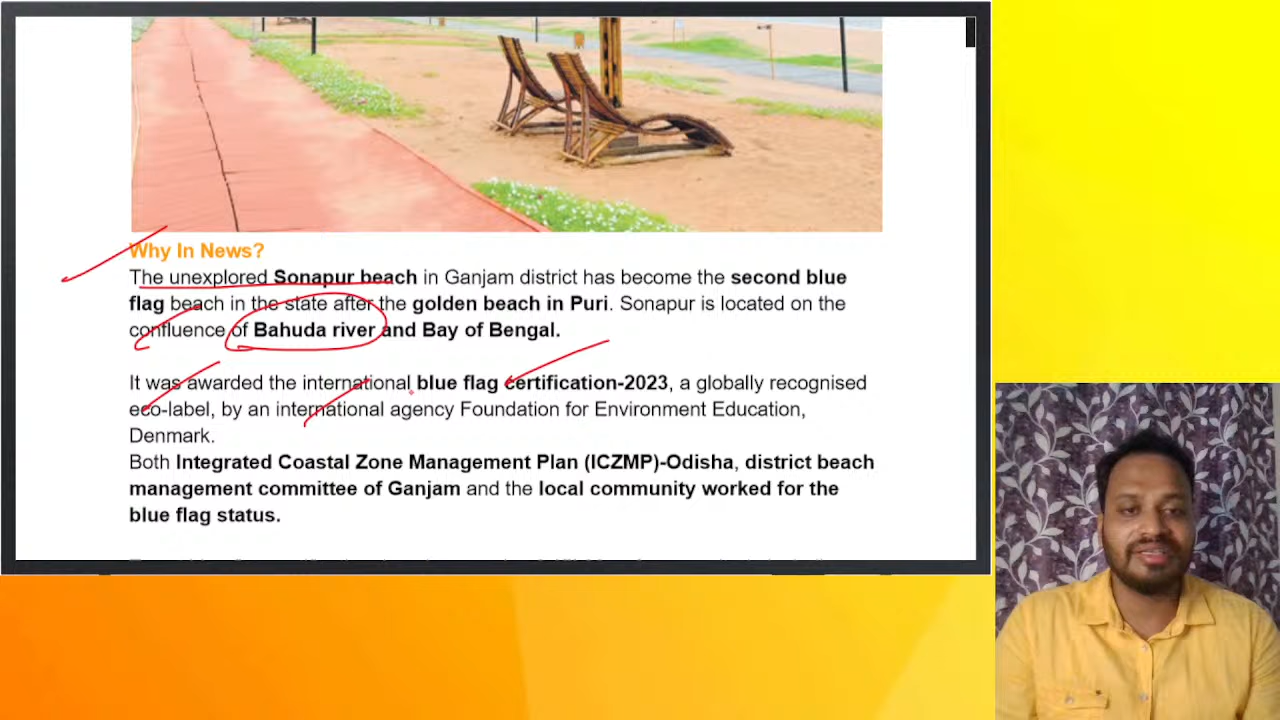 Why In News?
The unexplored Sonapur beach in Ganjam district has become the second blue
flag beach in the state after the golden beach in Puri. Sonapur is located on the
confluence of Bahuda river and Bay of Bengal.
It was awarded the international blue flag certification-2023, a globally recognised
eco-label, by an international agency Foundation for Environment Education,
Denmark.
Both Integrated Coastal Zone Management Plan (ICZMP)-Odisha, district beach
management committee of Ganjam and the local community worked for the
blue flag status.